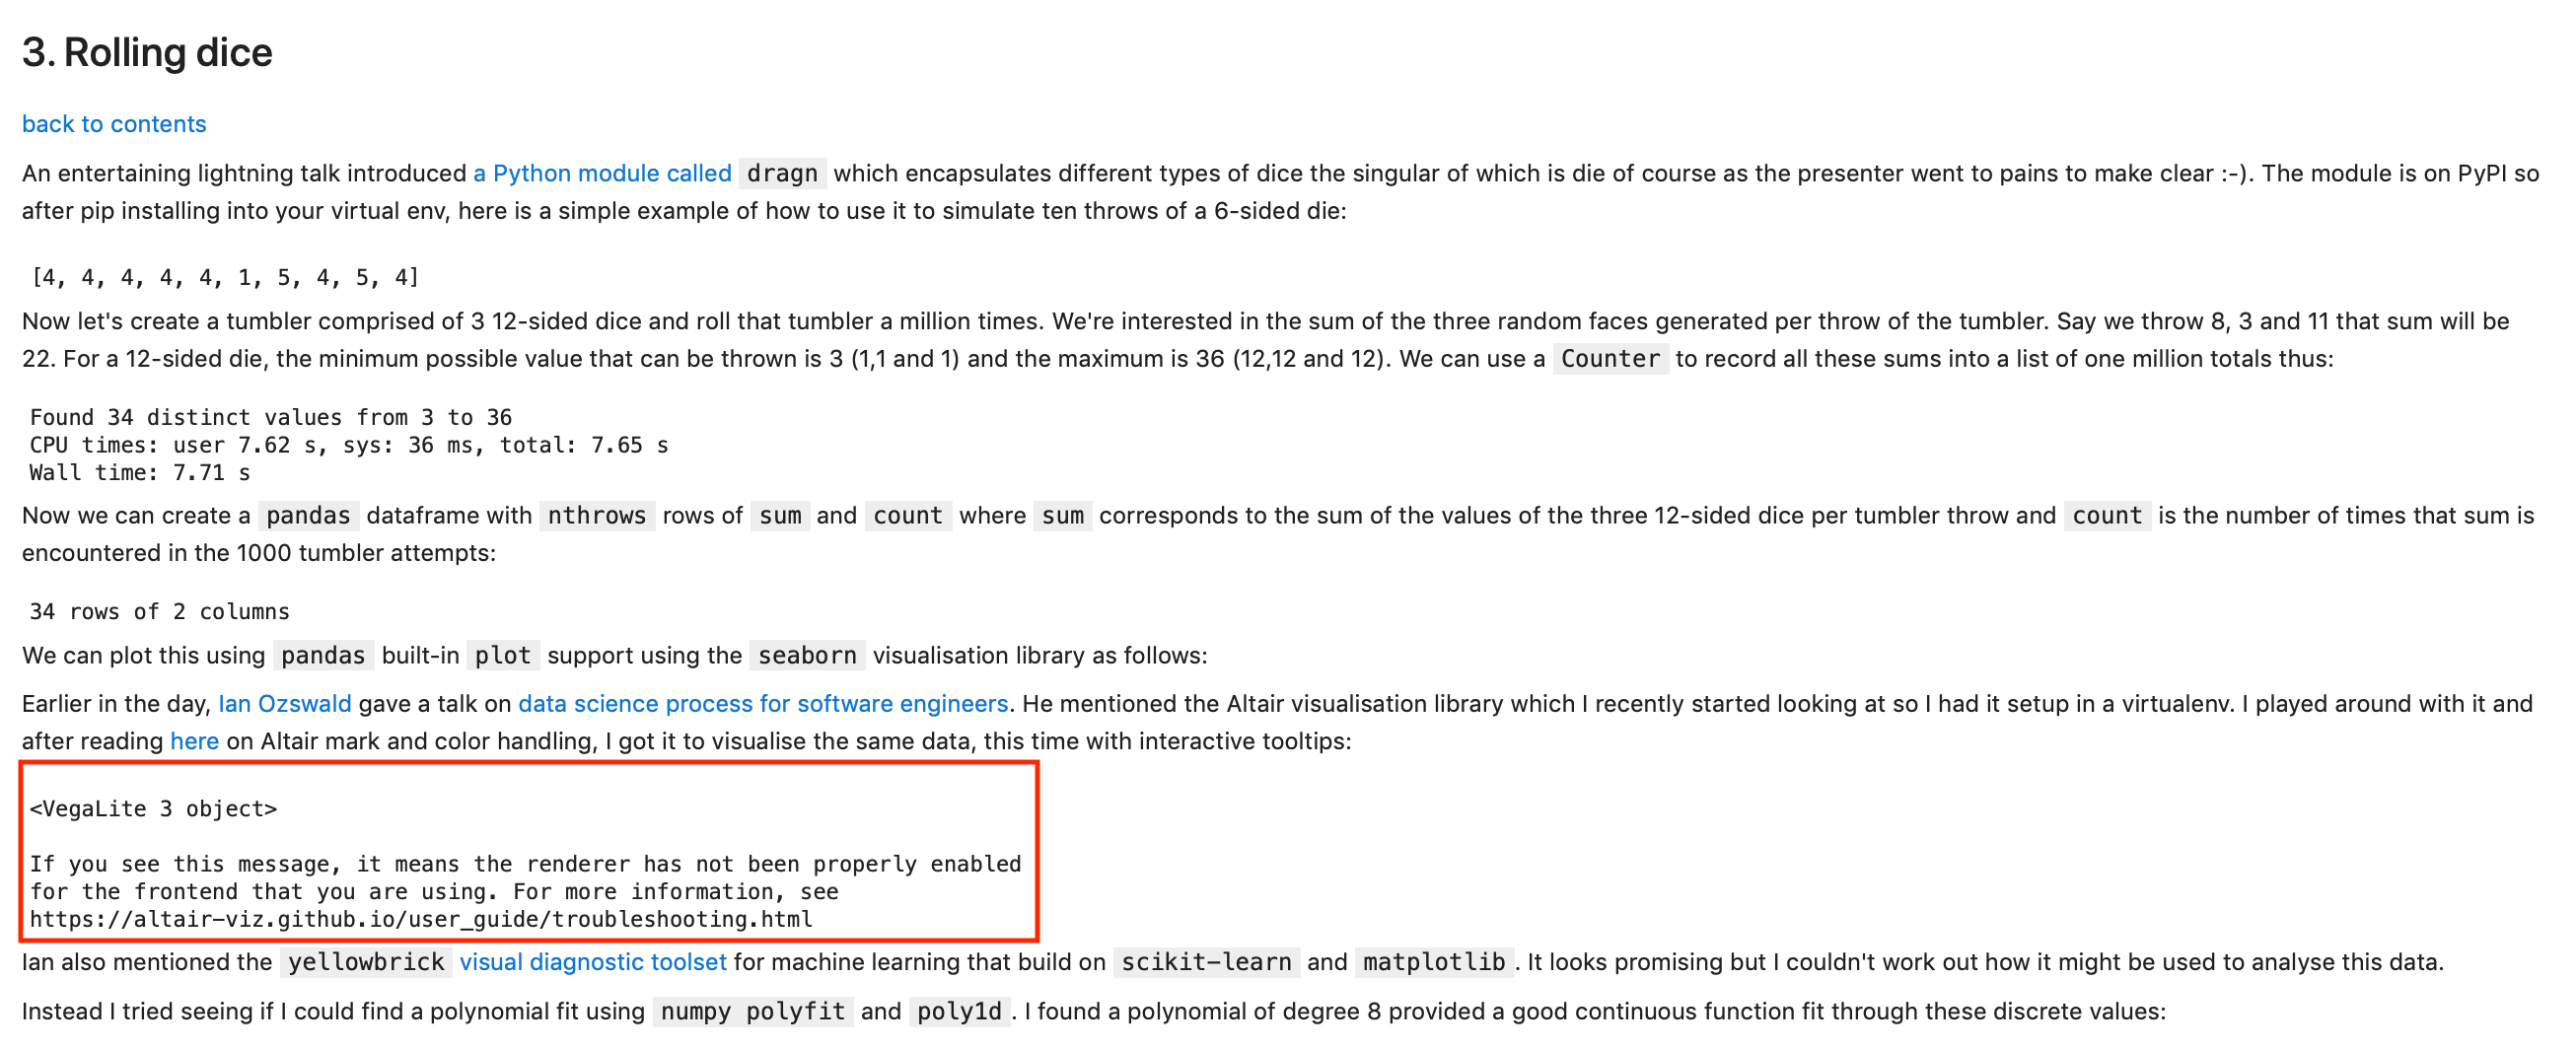 3. Rolling dice
back to contents
An entertaining lightning talk introduced a Python module called dragn which encapsulates different types of dice the singular of which is die of course as the presenter went to pains to make clear :-). The module is on PyPI so
after pip installing into your virtual env, here is a simple example of how to use it to simulate ten throws of a 6-sided die:
[4, 4, 4, 4, 4, 1, 5, 4, 5, 4]
Now let's create a tumbler comprised of 3 12-sided dice and roll that tumbler a million times. We're interested in the sum of the three random faces generated per throw of the tumbler. Say we throw 8, 3 and 11 that sum will be
22. For a 12-sided die, the minimum possible value that can be thrown is 3 (1,1 and 1) and the maximum is 36 (12,12 and 12). We can use a Counter to record all these sums into a list of one million totals thus:
Found 34 distinct values from 3 to 36
CPU times: user 7.62 s, sys: 36 ms, total: 7.65 s
Wall time: 7.71 s
Now we can create a pandas dataframe with nthrows rows of sum and count where sum corresponds to the sum of the values of the three 12-sided dice per tumbler throw and count is the number of times that sum is
encountered in the 1000 tumbler attempts:
34 rows of 2 columns
We can plot this using pandas built-in plot support using the seaborn visualisation library as follows:
Earlier in the day, Ian Ozswald gave a talk on data science process for software engineers. He mentioned the Altair visualisation library which I recently started looking at so I had it setup in a virtualenv. I played around with it and
after reading here on Altair mark and color handling, I got it to visualise the same data, this time with interactive tooltips:
<VegaLite 3 object>
If you see this message, it means the renderer has not been properly enabled
for the frontend that you are using. For more information, see
https://altair-viz.github.io/user_guide/troubleshooting.html
Ian also mentioned the yellowbrick visual diagnostic toolset for machine learning that build on scikit-learn and matplotlib. It looks promising but I couldn't work out how it might be used to analyse this data.
Instead I tried seeing if I could find a polynomial fit using numpy polyfit and poly1d. I found a polynomial of degree 8 provided a good continuous function fit through these discrete values: